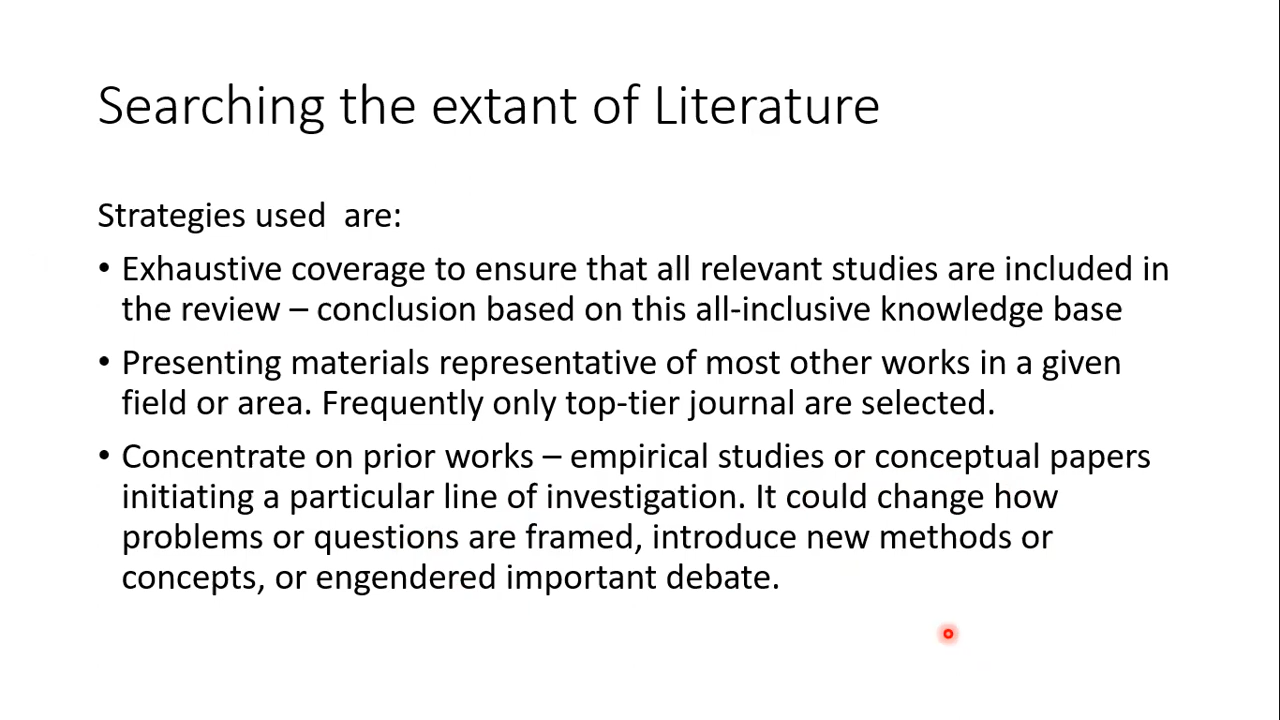 Searching the extant of Literature
Strategies used  are:
• Exhaustive coverage to ensure that all relevant studies are included in
the review – conclusion based on this all-inclusive knowledge base
• Presenting materials representative of most other works in a given
field or area. Frequently only top-tier journal are selected.
• Concentrate on prior works – empirical studies or conceptual papers
initiating a particular line of investigation. It could change how
problems or questions are framed, introduce new methods or
concepts, or engendered important debate.